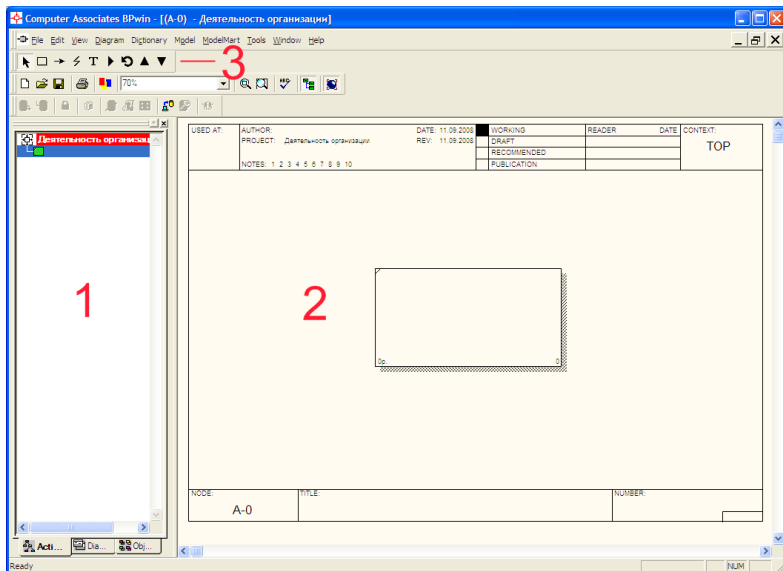 Computer Associates BPwin - [(A-0) - Деятельность организации]
File Edit View Diagram Dictionary Model ModelMart Tools Window Help
3
70%
Деятельность организац
USED AT: AUTHOR: DATE: 11.09.2008 WORKING READER DATE CONTEXT:
PROJECT: Деятельность организации REV: 11.09.2008 DRAFT TOP
RECOMMENDED
NOTES: 1 2 3 4 5 6 7 8 9 10 PUBLICATION
1
2
0р. 0
NODE: TITLE: NUMBER:
A-0
Acti... Dia... Obj...
Ready NUM